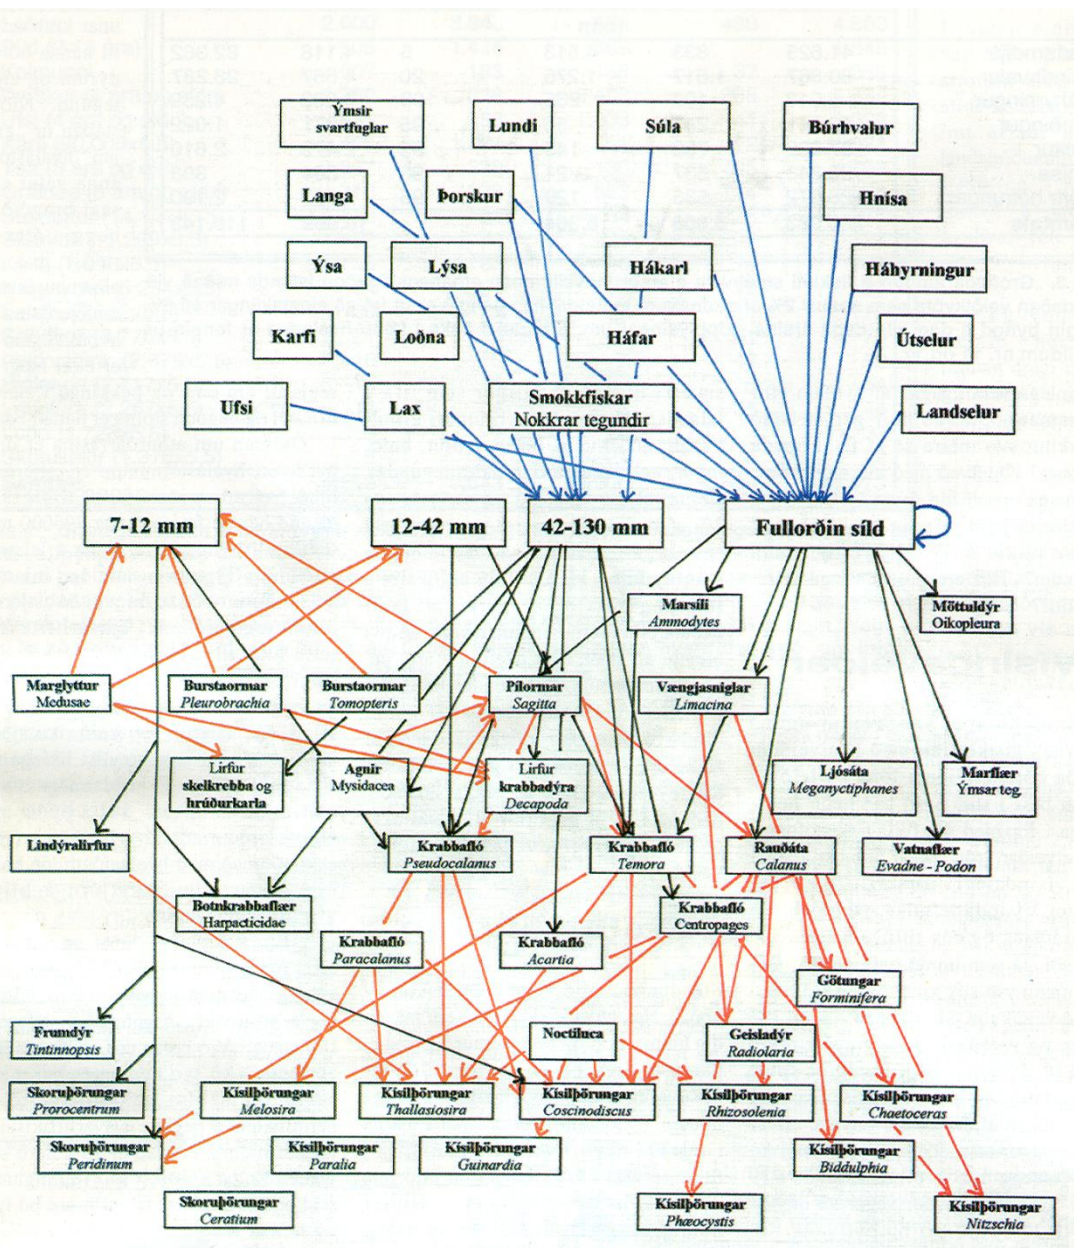 Ýmsir
svartfuglar
Lundi
Súla
Búrhvalur
Langa
Þorskur
Hnísa
Ýsa
Lýsa
Hákarl
Háhyrningur
Karfi
Loðna
Háfar
Útselur
Ufsi
Lax
Smokkfiskar
Nokkrar tegundir
Landselur
7-12 mm
12-42 mm
42-130 mm
Fullorðin síld
Marsíli
Ammodytes
Möttuldýr
Oikopleura
Marglyttur
Medusae
Burstaormar
Pleurobrachia
Burstaormar
Tomopteris
Pílormar
Sagitta
Vængjasniglar
Limacina
Lirfur
skelkrebba og
hrúðurkarla
Agnir
Mysidacea
Lirfur
krabbadýra
Decapoda
Ljósáta
Meganyctiphanes
Marflær
Ýmsar teg,
Lindýralirfur
Krabbafló
Pseudocalanus
Krabbafló
Temora
Rauðáta
Calanus
Vatnaflær
Evadne - Podon
Botnkrabbaflær
Harpacticidae
Krabbafló
Centropages
Krabbafló
Paracalanus
Krabbafló
Acartia
Götungar
Forminifera
Frumdýr
Tintinnopsis
Noctiluca
Geisladýr
Radiolaria
Skoruþörungar
Prorocentrum
Kísilþörungar
Melosira
Kísilþörungar
Thallasiosira
Kísilþörungar
Coscinodiscus
Kísilþörungar
Rhizosolenia
Kísilþörungar
Chaetoceras
Skoruþörungar
Peridinum
Kísilþörungar
Paralia
Kísilþörungar
Guinardia
Kísilþörungar
Biddulphia
Skoruþörungar
Ceratium
Kísilþörungar
Phæocystis
Kísilþörungar
Nitzschia